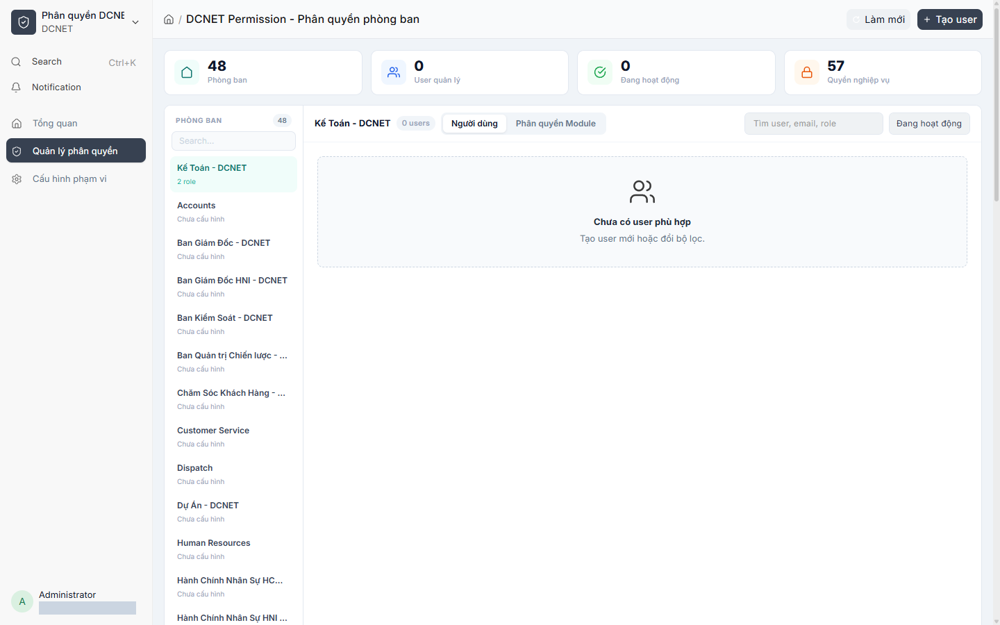 Phân quyền DCNE
DCNET
Search
Ctrl+K
Notification
Tổng quan
Quản lý phân quyền
Cấu hình phạm vi
Administrator
A
/ DCNET Permission - Phân quyền phòng ban
Làm mới
+ Tạo user
48
Phòng ban
0
User quản lý
0
Đang hoạt động
57
Quyền nghiệp vụ
PHÒNG BAN
48
Search...
Kế Toán - DCNET
2 role
Accounts
Chưa cấu hình
Ban Giám Đốc - DCNET
Chưa cấu hình
Ban Giám Đốc HNI - DCNET
Chưa cấu hình
Ban Kiểm Soát - DCNET
Chưa cấu hình
Ban Quản trị Chiến lược - ...
Chưa cấu hình
Chăm Sóc Khách Hàng - ...
Chưa cấu hình
Customer Service
Chưa cấu hình
Dispatch
Chưa cấu hình
Dự Án - DCNET
Chưa cấu hình
Human Resources
Chưa cấu hình
Hành Chính Nhân Sự HC...
Chưa cấu hình
Hành Chính Nhân Sự HNI ...
Kế Toán - DCNET
0 users
Người dùng
Phân quyền Module
Tìm user, email, role
Đang hoạt động
Chưa có user phù hợp
Tạo user mới hoặc đổi bộ lọc.